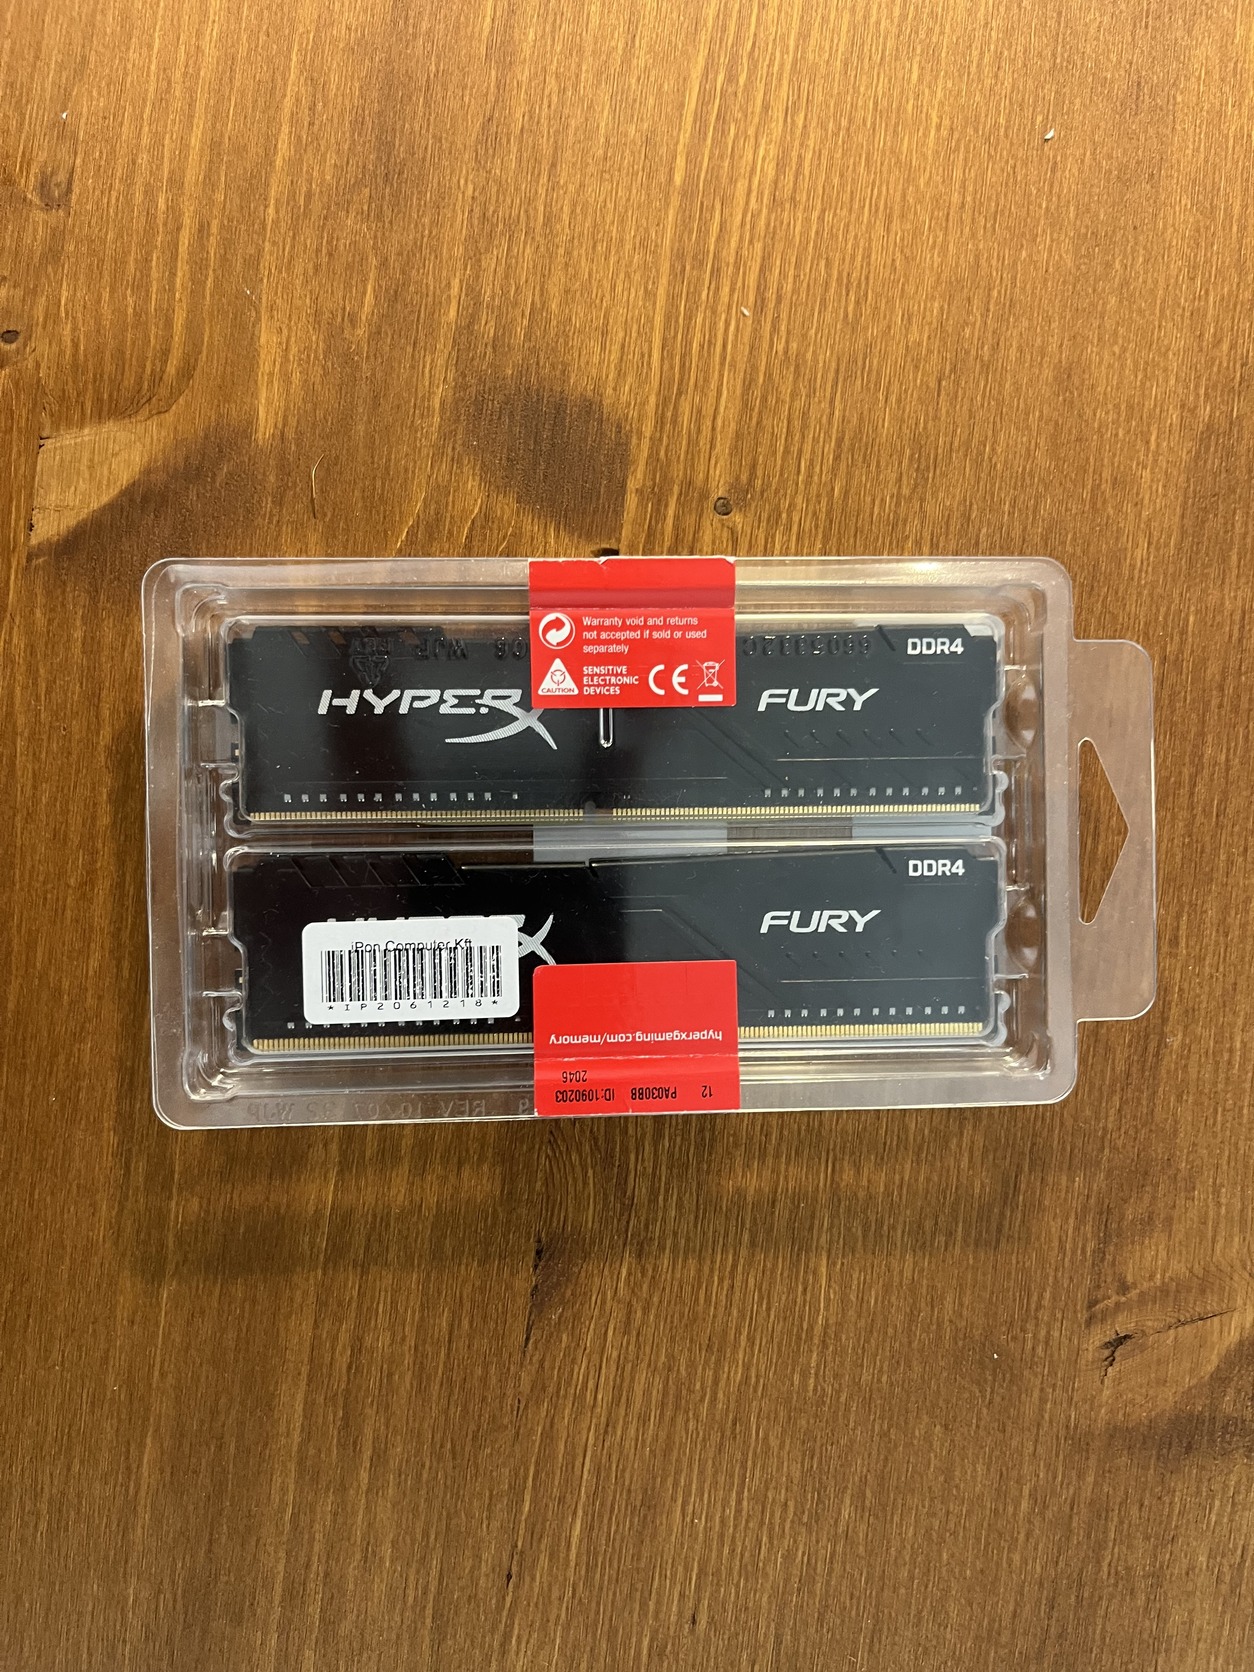 Warranty void and returns
not accepted if sold or used
separately
CAUTION
SENSITIVE
ELECTRONIC
DEVICES
CE
HYPERX
FURY
DDR4
DDR4
FURY
iPon Computer Kft
*IP2061218*
hyperxgaming.com/memory
12 PA030BB ID:1090203
2046